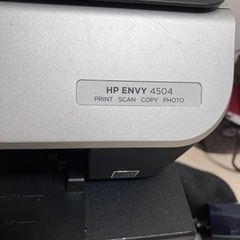 HP ENVY 4504
PRINT SCAN COPY PHOTO